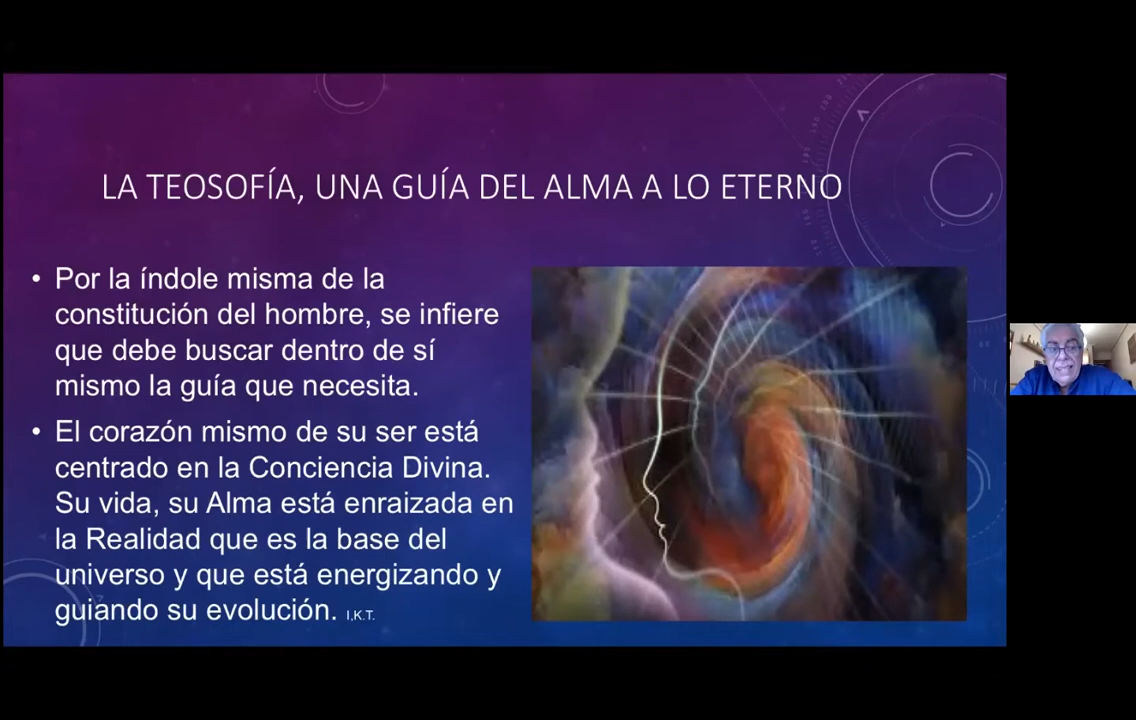 LA TEOSOFÍA, UNA GUÍA DEL ALMA A LO ETERNO
• Por la índole misma de la
constitución del hombre, se infiere
que debe buscar dentro de sí
mismo la guía que necesita.
• El corazón mismo de su ser está
centrado en la Conciencia Divina.
Su vida, su Alma está enraizada en
la Realidad que es la base del
universo y que está energizando y
guiando su evolución. I,K.T.